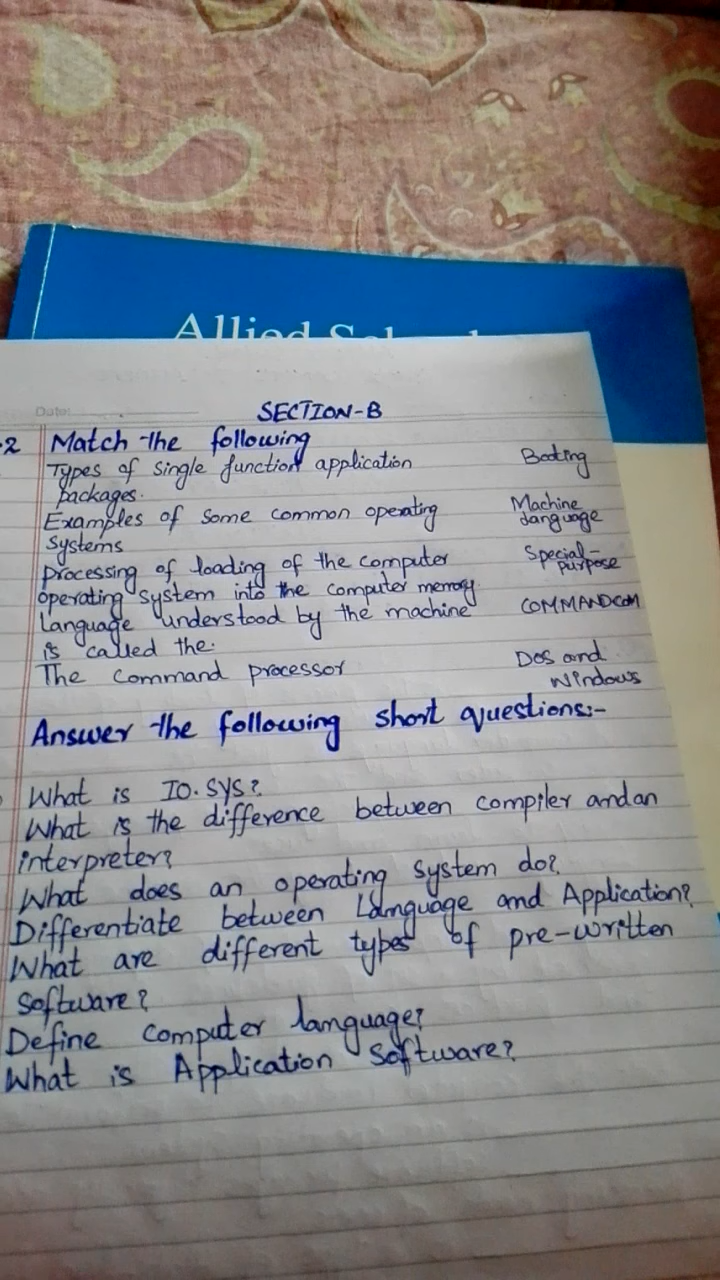 Allied
Date:
SECTION-B
2 Match the following
Types of single function application Booting
packages.
Examples of some common operating Machine
systems language
processing of loading of the computer Special-
purpose
operating system into the computer memory.
language understood by the machine COMMANDCOM
is called the.
The command processor Dos and
Windows
Answer the following short questions:-
What is IO.SYS?
What is the difference between compiler and an
interpreter?
What does an operating system do?
Differentiate between Language and Application?
What are different types of pre-written
software?
Define computer language?
What is Application software?